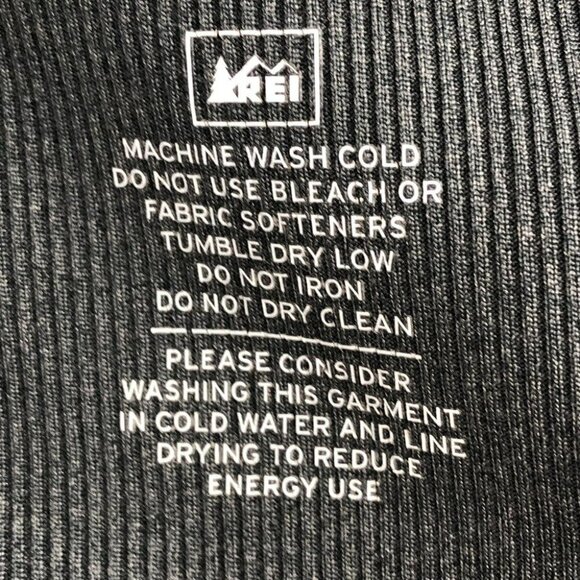 REI
MACHINE WASH COLD
DO NOT USE BLEACH OR
FABRIC SOFTENERS
TUMBLE DRY LOW
DO NOT IRON
DO NOT DRY CLEAN
PLEASE CONSIDER
WASHING THIS GARMENT
IN COLD WATER AND LINE
DRYING TO REDUCE
ENERGY USE